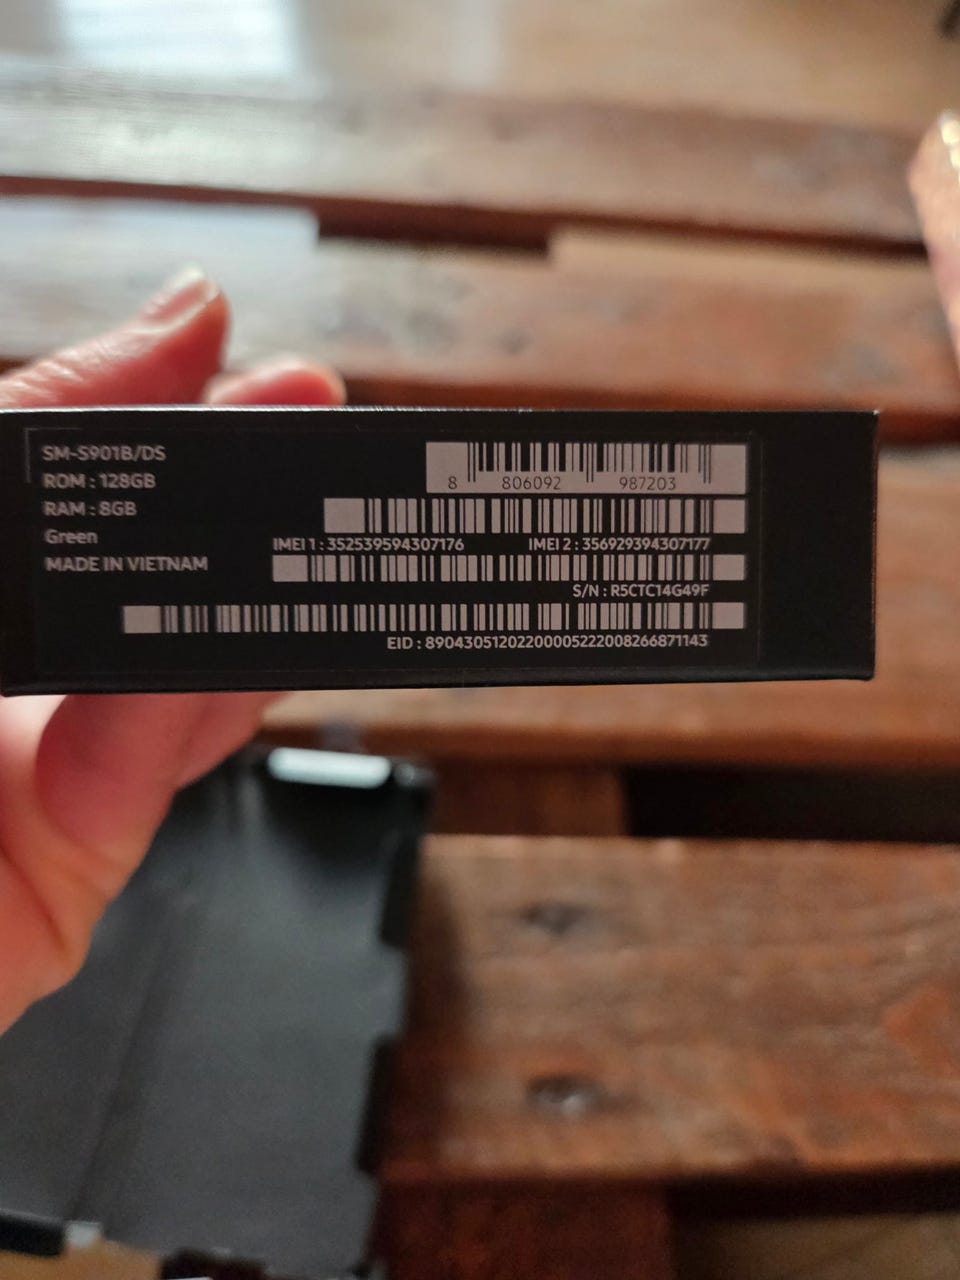 SM-S901B/DS
ROM : 128GB
RAM : 8GB
Green
MADE IN VIETNAM
8 806092 987203
IMEI 1 : 352539594307176 IMEI 2 : 356929394307177
S/N : R5CTC14G49F
EID : 89043051202200005222008266871143